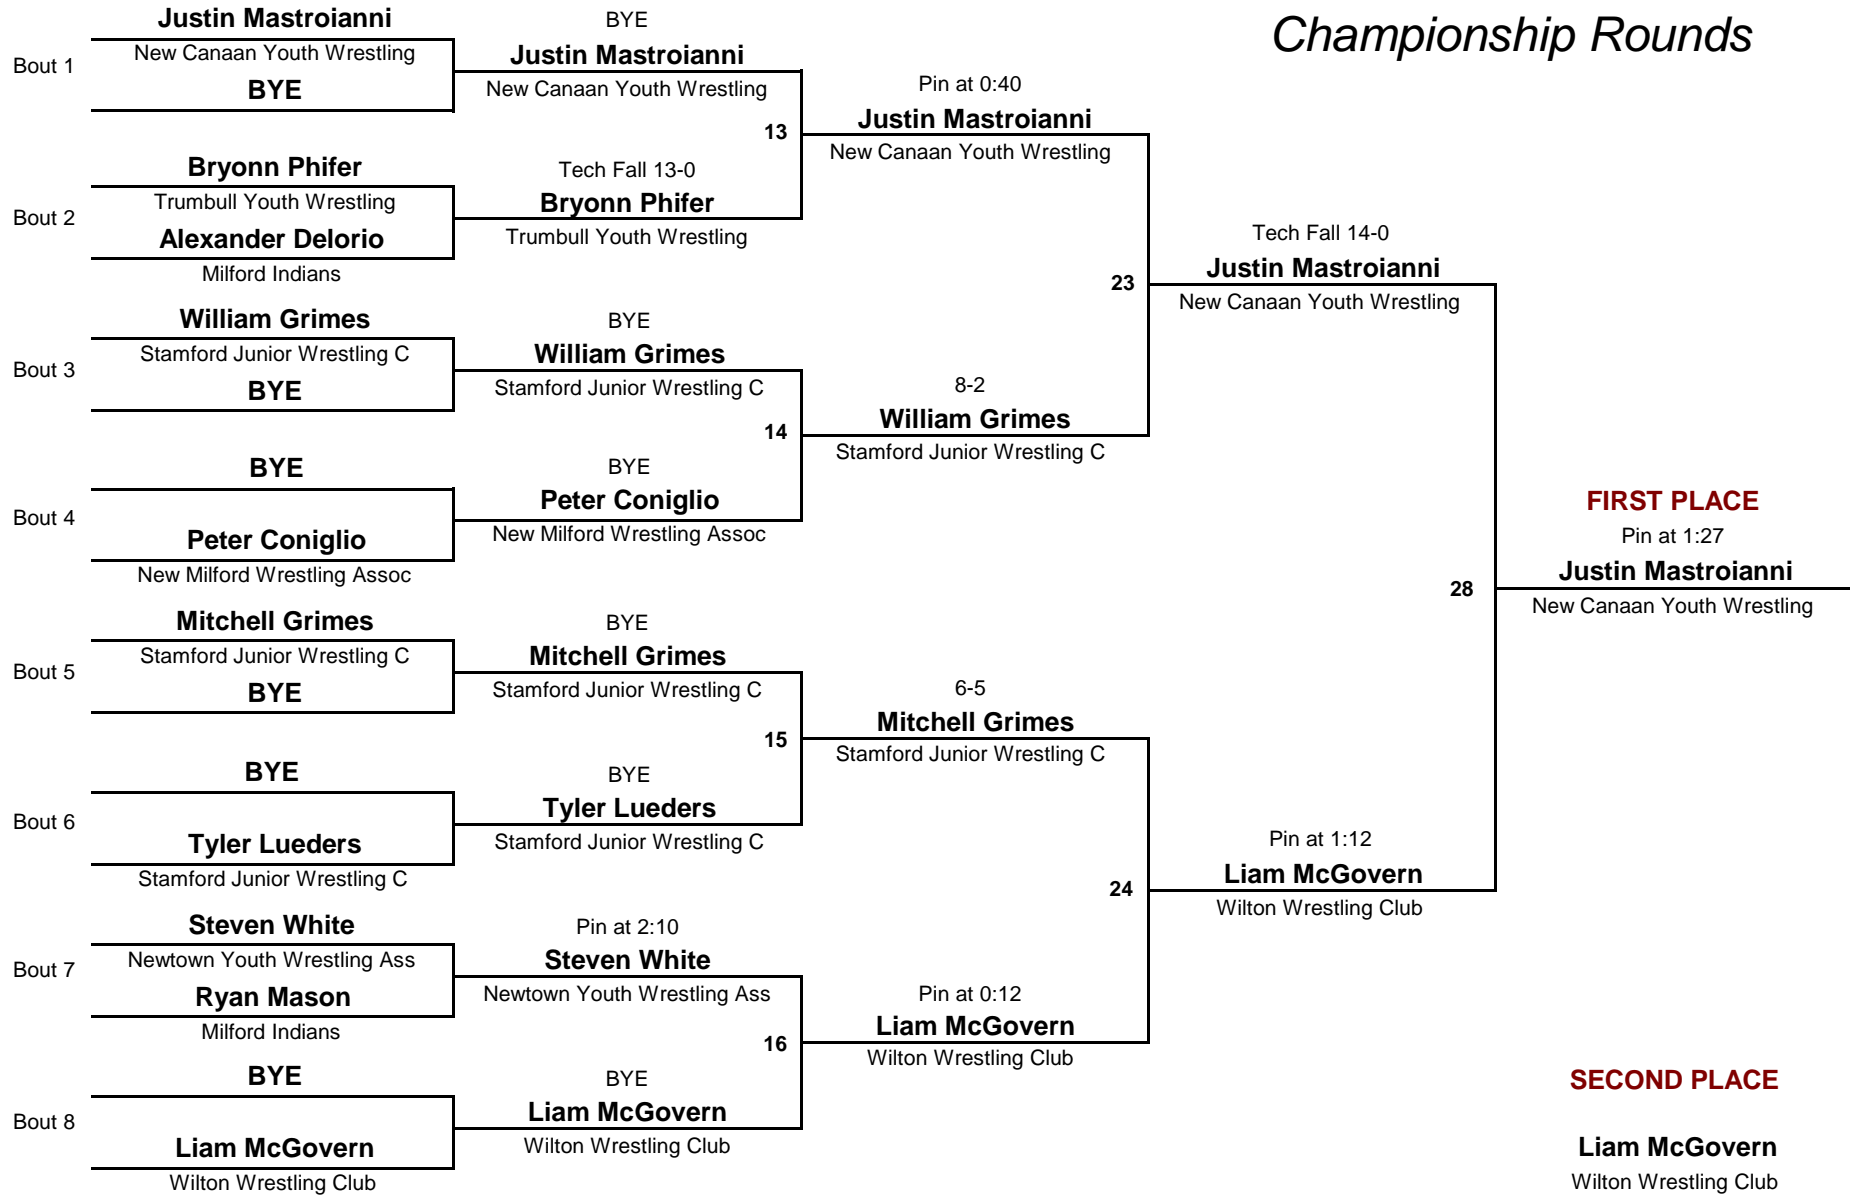 Championship Rounds
Bout 1
Justin Mastroianni
New Canaan Youth Wrestling
BYE
Bout 2
Bryonn Phifer
Trumbull Youth Wrestling
Alexander Delorio
Milford Indians
Bout 3
William Grimes
Stamford Junior Wrestling C
BYE
Bout 4
BYE
Peter Coniglio
New Milford Wrestling Assoc
Bout 5
Mitchell Grimes
Stamford Junior Wrestling C
BYE
Bout 6
BYE
Tyler Lueders
Stamford Junior Wrestling C
Bout 7
Steven White
Newtown Youth Wrestling Ass
Ryan Mason
Milford Indians
Bout 8
BYE
Liam McGovern
Wilton Wrestling Club
BYE
Justin Mastroianni
New Canaan Youth Wrestling
13
Tech Fall 13-0
Bryonn Phifer
Trumbull Youth Wrestling
BYE
William Grimes
Stamford Junior Wrestling C
14
BYE
Peter Coniglio
New Milford Wrestling Assoc
BYE
Mitchell Grimes
Stamford Junior Wrestling C
15
BYE
Tyler Lueders
Stamford Junior Wrestling C
Pin at 2:10
Steven White
Newtown Youth Wrestling Ass
16
BYE
Liam McGovern
Wilton Wrestling Club
Pin at 0:40
Justin Mastroianni
New Canaan Youth Wrestling
23
8-2
William Grimes
Stamford Junior Wrestling C
6-5
Mitchell Grimes
Stamford Junior Wrestling C
24
Pin at 0:12
Liam McGovern
Wilton Wrestling Club
Tech Fall 14-0
Justin Mastroianni
New Canaan Youth Wrestling
28
Pin at 1:12
Liam McGovern
Wilton Wrestling Club
FIRST PLACE
Pin at 1:27
Justin Mastroianni
New Canaan Youth Wrestling
SECOND PLACE
Liam McGovern
Wilton Wrestling Club